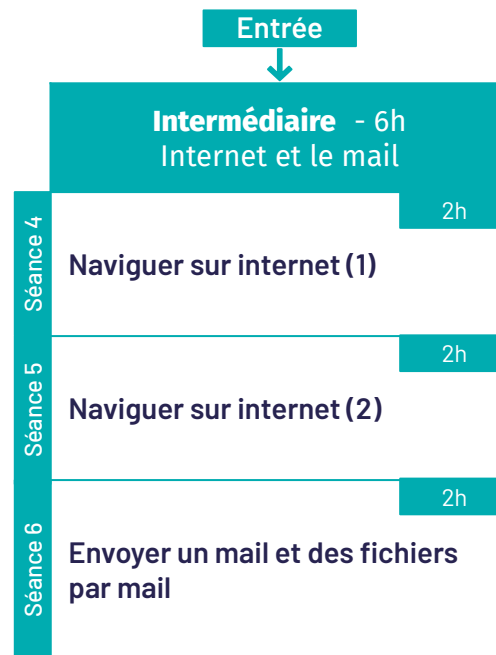 Entrée
Intermédiaire - 6h
Internet et le mail
Séance 4
2h
Naviguer sur internet (1)
Séance 5
2h
Naviguer sur internet (2)
Séance 6
2h
Envoyer un mail et des fichiers
par mail